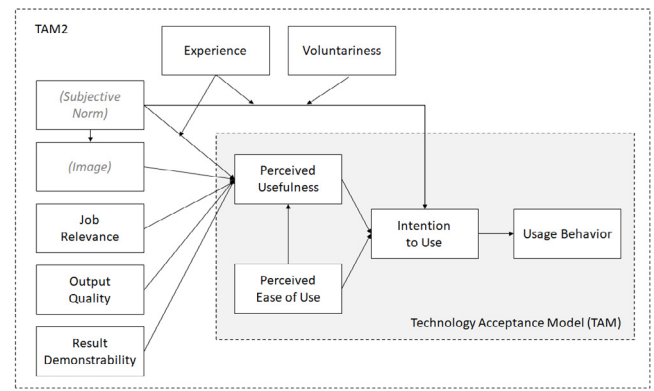 TAM2
Experience
Voluntariness
(Subjective
Norm)
(Image)
Job
Relevance
Output
Quality
Result
Demonstrability
Perceived
Usefulness
Perceived
Ease of Use
Intention
to Use
Usage Behavior
Technology Acceptance Model (TAM)